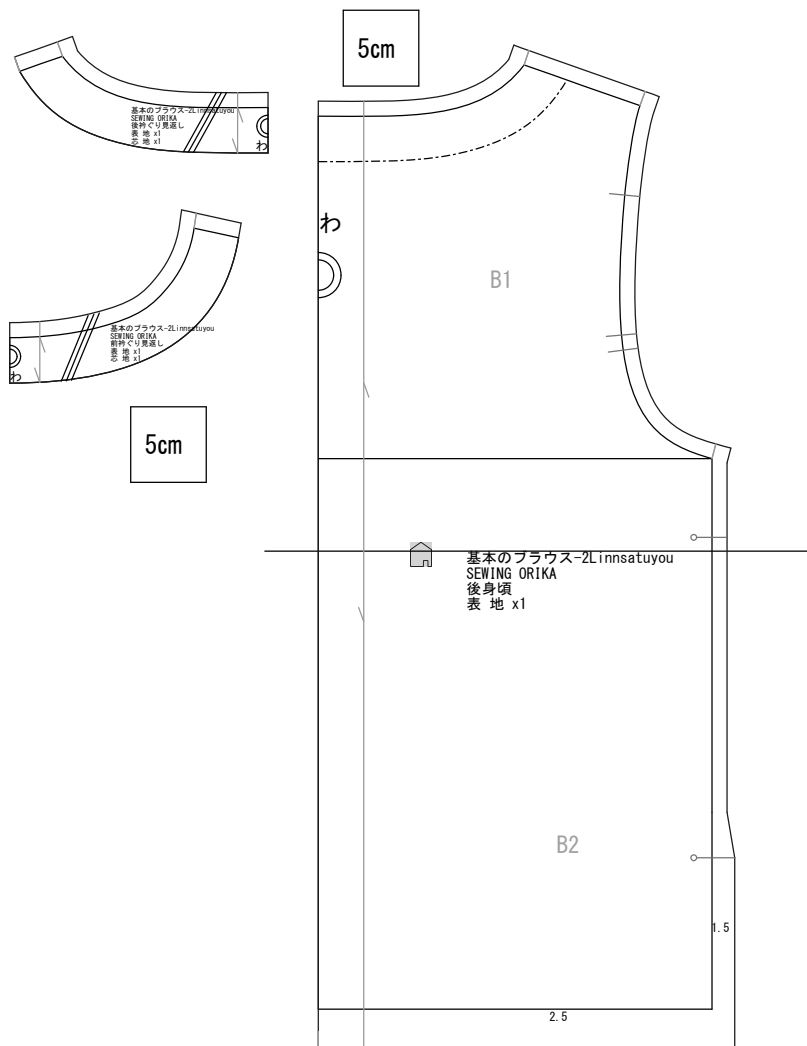 5cm
基本のブラウス-2Linnsatuyou
SEWING ORIKA
後衿ぐり見返し
表 地 x1
芯 地 x1
わ
わ
B1
基本のブラウス-2Linnsatuyou
SEWING ORIKA
前衿ぐり見返し
表 地 x1
芯 地 x1
わ
5cm
基本のブラウス-2Linnsatuyou
SEWING ORIKA
後身頃
表 地 x1
B2
1.5
2.5